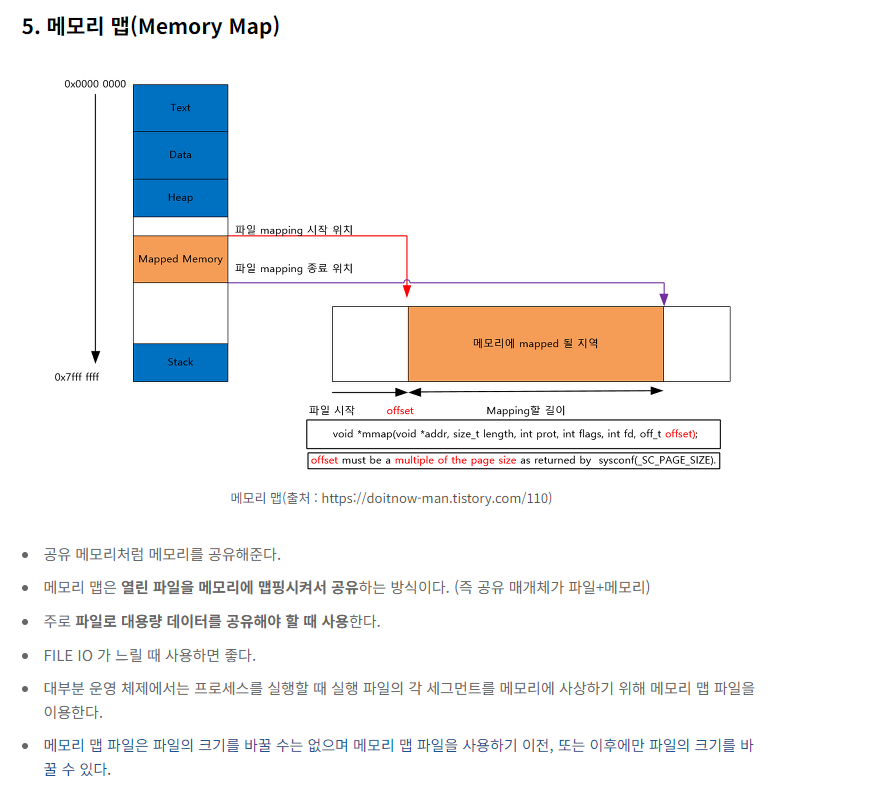 5. 메모리 맵(Memory Map)
0x0000 0000
Text
Data
Heap
파일 mapping 시작 위치
Mapped Memory
파일 mapping 종료 위치
메모리에 mapped 될 지역
Stack
0x7fff ffff
파일 시작 offset Mapping할 길이
void *mmap(void *addr, size_t length, int prot, int flags, int fd, off_t offset);
offset must be a multiple of the page size as returned by sysconf(_SC_PAGE_SIZE).
메모리 맵(출처 : https://doitnow-man.tistory.com/110)
공유 메모리처럼 메모리를 공유해준다.
메모리 맵은 열린 파일을 메모리에 맵핑시켜서 공유하는 방식이다. (즉 공유 매개체가 파일+메모리)
주로 파일로 대용량 데이터를 공유해야 할 때 사용한다.
FILE IO 가 느릴 때 사용하면 좋다.
대부분 운영 체제에서는 프로세스를 실행할 때 실행 파일의 각 세그먼트를 메모리에 사상하기 위해 메모리 맵 파일을
이용한다.
메모리 맵 파일은 파일의 크기를 바꿀 수는 없으며 메모리 맵 파일을 사용하기 이전, 또는 이후에만 파일의 크기를 바
꿀 수 있다.